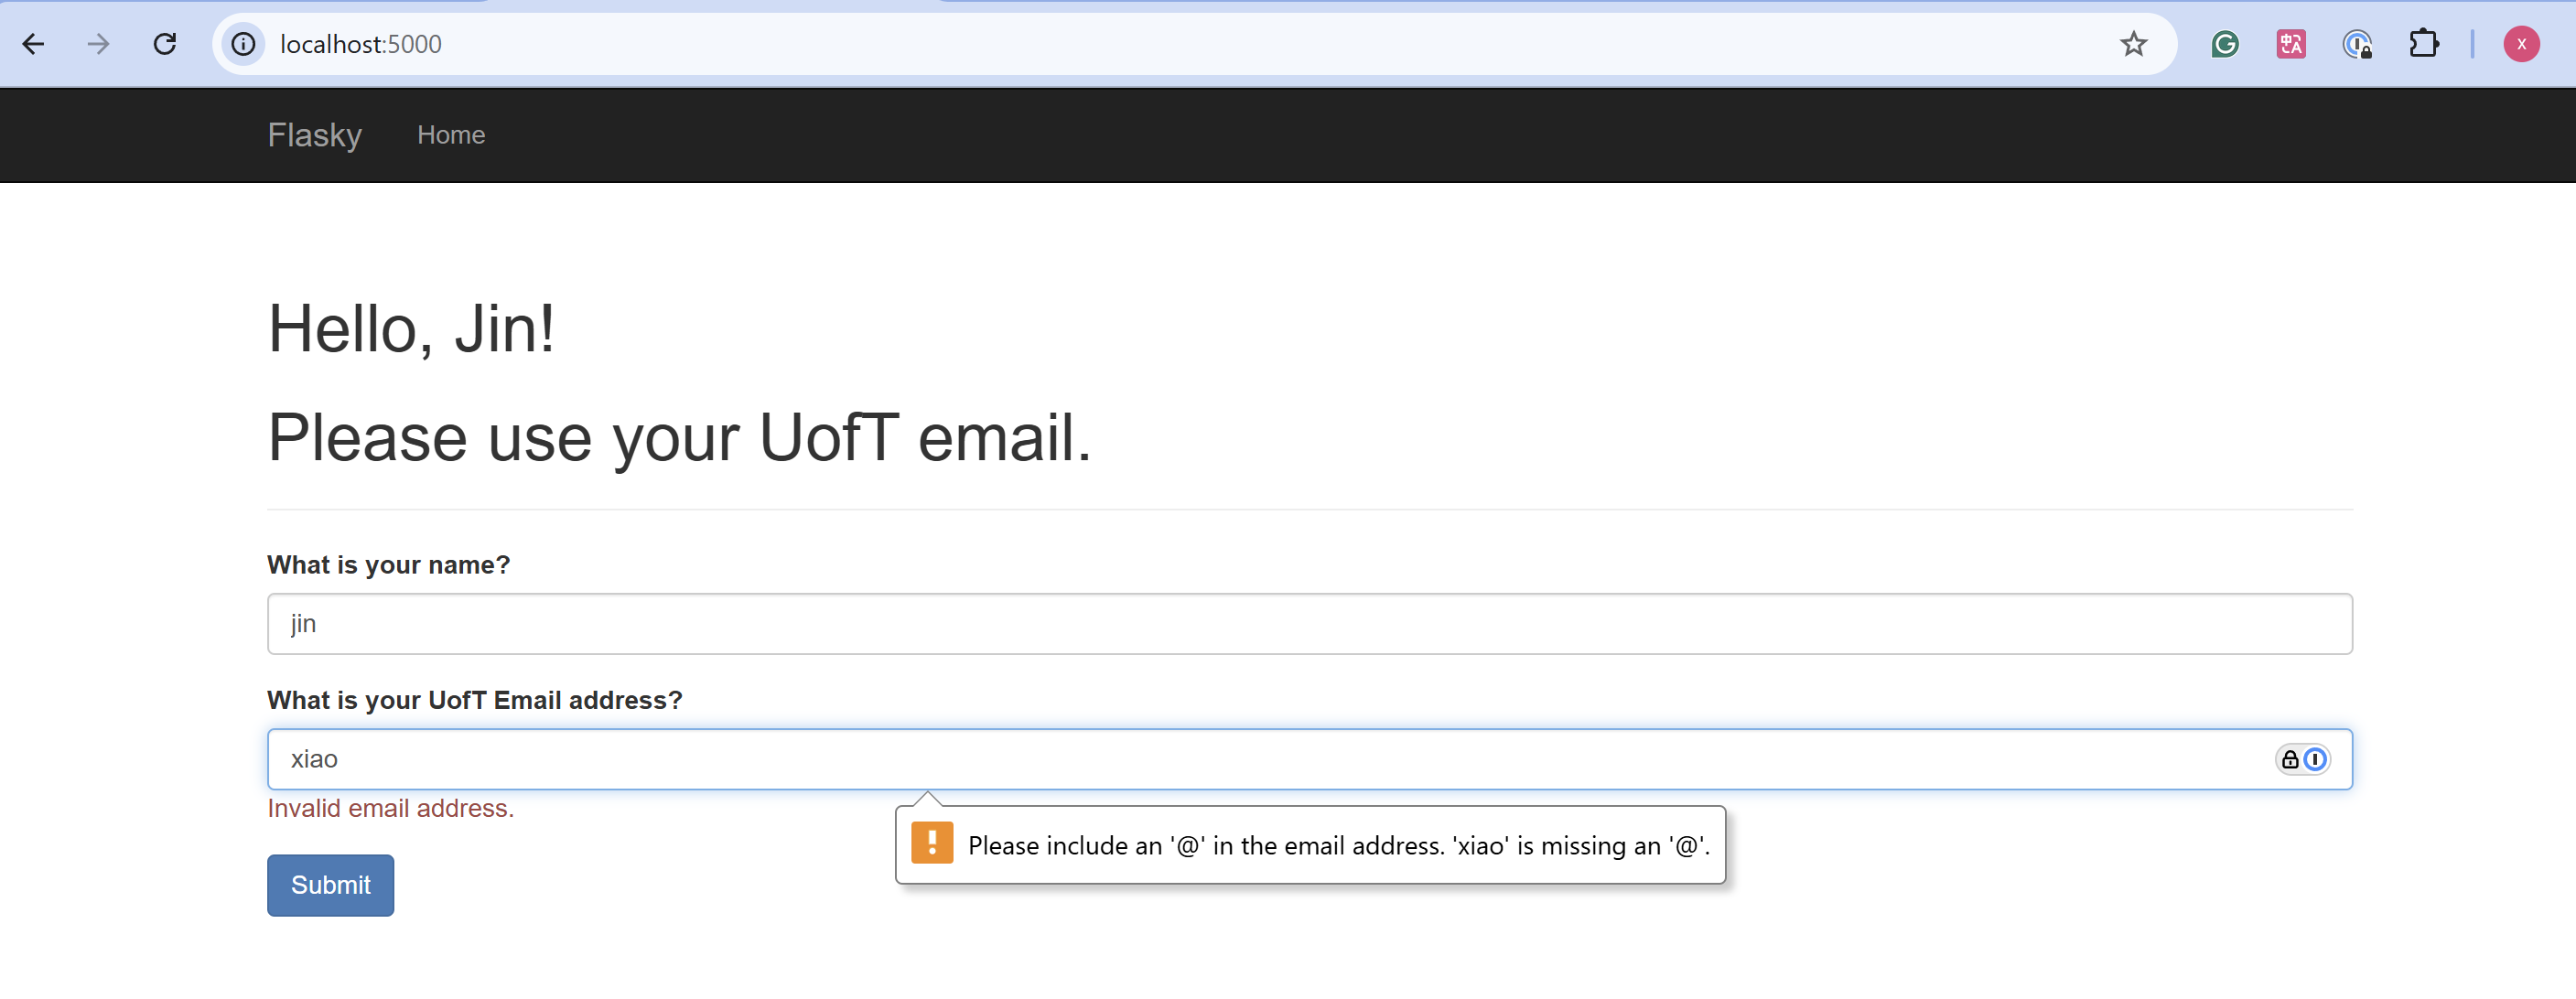 localhost:5000
X
Flasky Home
Hello, Jin!
Please use your UofT email.
What is your name?
jin
What is your UofT Email address?
xiao
Invalid email address.
Please include an '@' in the email address. 'xiao' is missing an '@'.
Submit